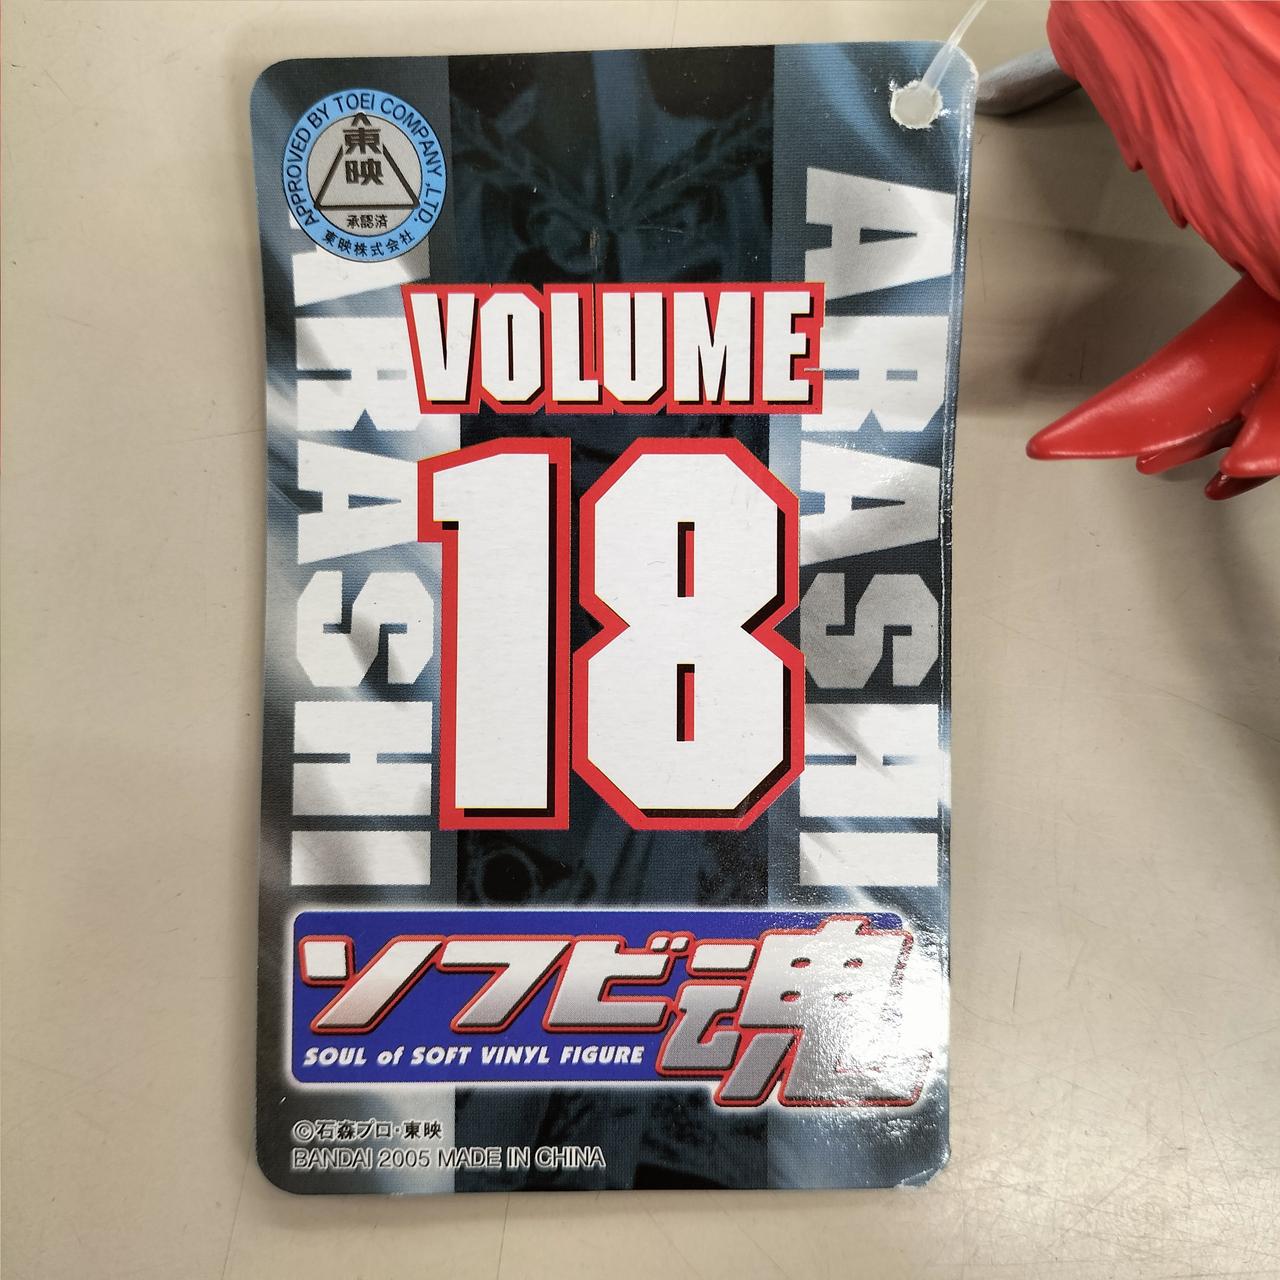 APPROVED BY TOEI COMPANY,.LTD.
東映
承認済
東映株式会社
ARASHI
ARASHI
VOLUME
18
ソフビ魂
SOUL of SOFT VINYL FIGURE
©石森プロ・東映
BANDAI 2005 MADE IN CHINA